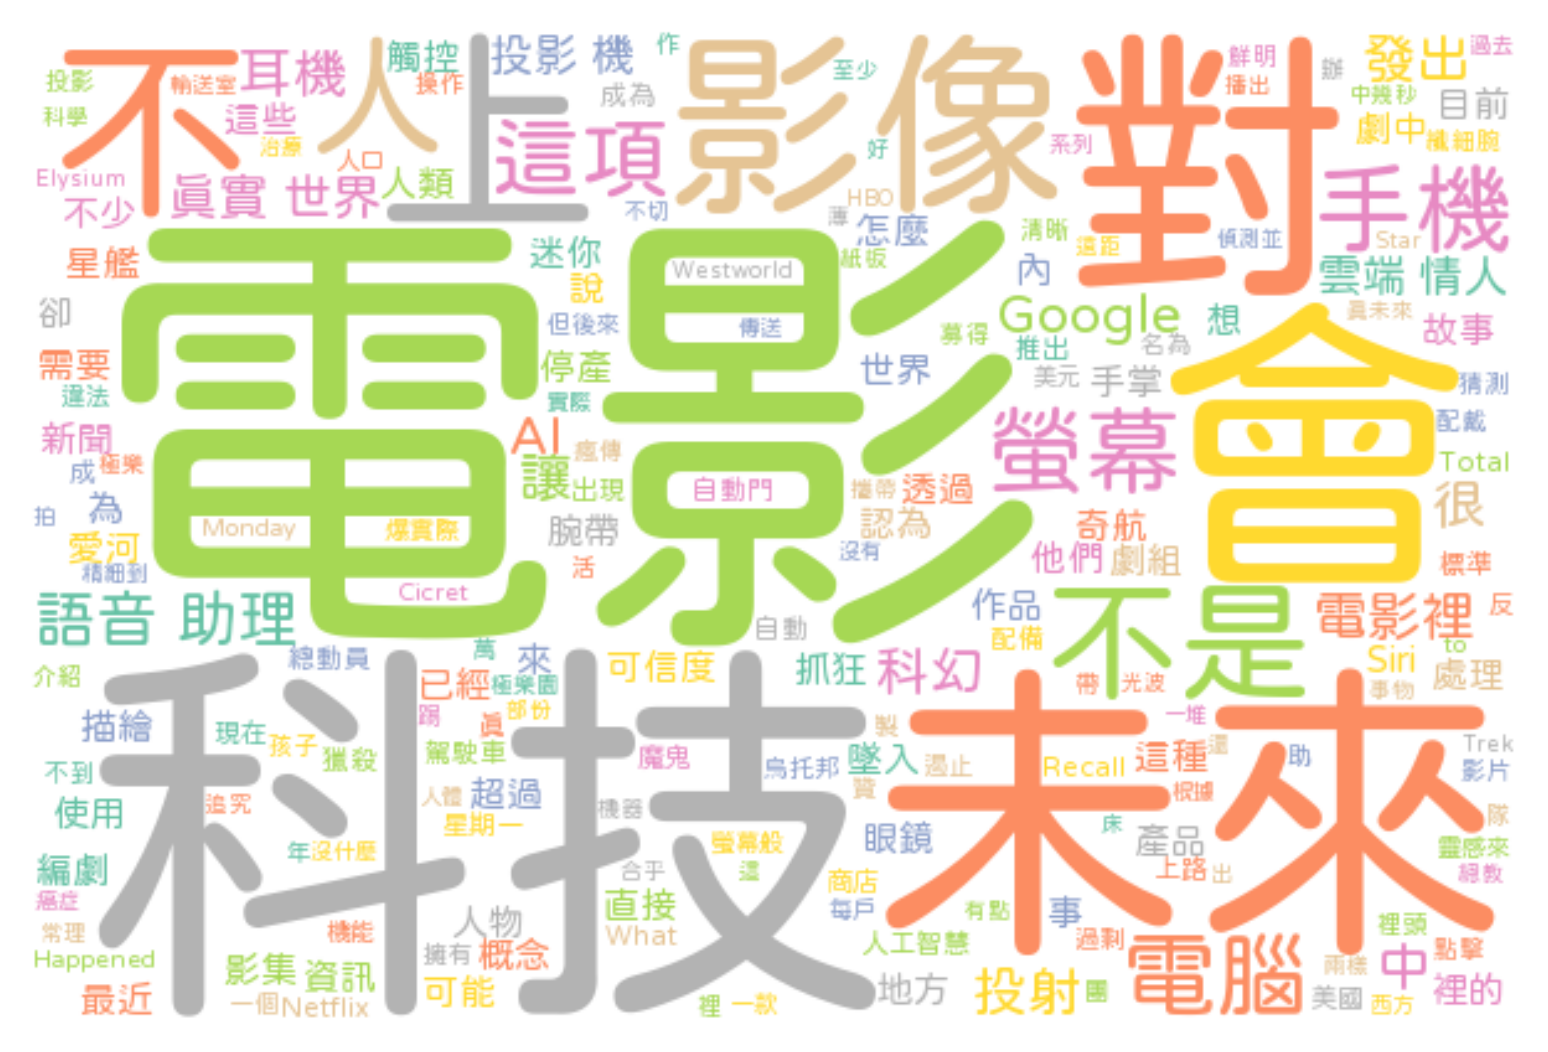 不
人
上
影像
對
耳機
觸控
投影 機
作
至少
鮮明
辦
發出
過去
投影
輸送室
操作
成為
播出
中幾秒
目前
科學
這些
治療
這項
好
系列
劇中
纖細腕
人口
Elysium
眞實 世界
人類
HBO
手機
不少
不切
薄
怎麼
清晰
遠距
偵測並
Star
電影
星艦
迷你
Westworld
紙板
內
雲端 情人
說
卻
但後來
傳送
募得
Google
想
眞未來
故事
推出
名為
會
需要
停產
世界
美元
手掌
猜測
違法
實際
配戴
新聞
AI
瘋傳
螢幕
Total
成
極樂
讓
出現
自動門
攜帶
透過
很
拍
為
Monday
爆實際
腕帶
認為
奇航
愛河
沒有
他們
劇組
標準
精細到
活
Cicret
語音 助理
作品
不是
電影裡
反
自動
配備
萬
來
總動員
可信度
抓狂
科幻
Siri
to
處理
介紹
已經
極樂園
帶
光波
事物
科技
未來
描繪
現在
孩子
踢
眞
部份
製
一堆
還
Trek
不到
獵殺
駕駛車
魔鬼
烏托邦
墜入
遏止
Recall
這種
助
影片
使用
追究
人體
超過
機器
贊
根據
隊
星期一
床
年
沒什麼
螢幕般
眼鏡
產品
靈感來
編劇
合乎
這
商店
上路
出
總教
癌症
直接
每戶
有點
事
常理
機能
人物
What
人工智慧
過剩
裡頭
Happened
影集
資訊
擁有
概念
電腦
兩樣
中
點擊
最近
一個
Netflix
可能
裡
一款
地方
投射
團
美國
西方
裡的